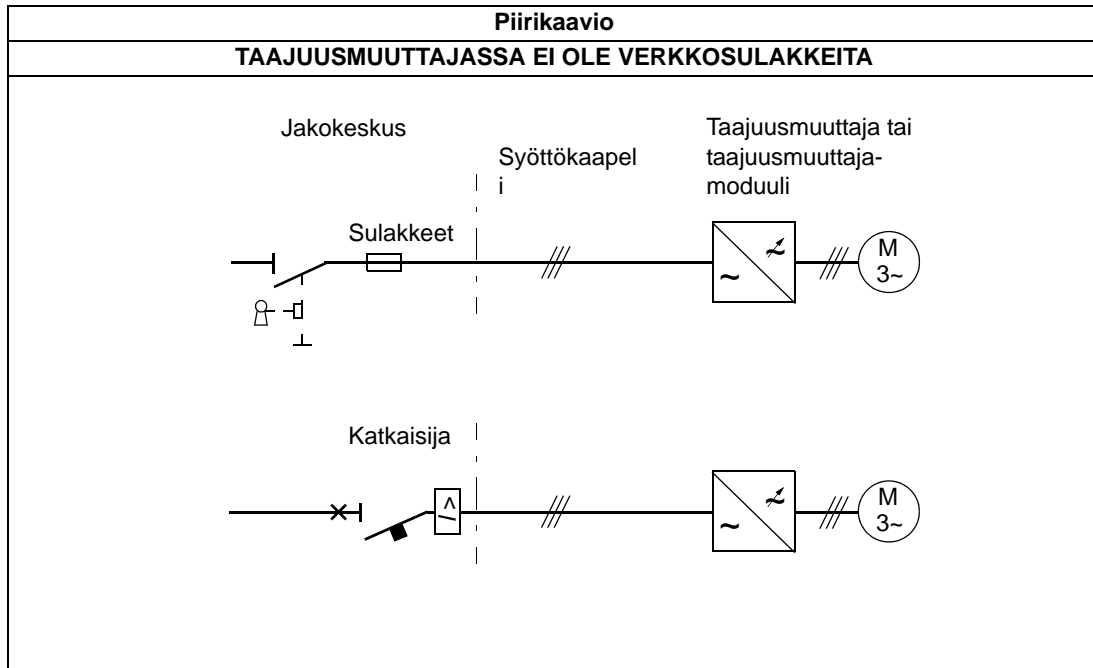 Piirikaavio
TAAJUUSMUUTTAJASSA EI OLE VERKKOSULAKKEITA
Jakokeskus
Syöttökaapel
i
Taajuusmuuttaja tai
taajuusmuuttaja-
moduuli
Sulakkeet
~
~
M
3~
Katkaisija
I >
~
~
M
3~